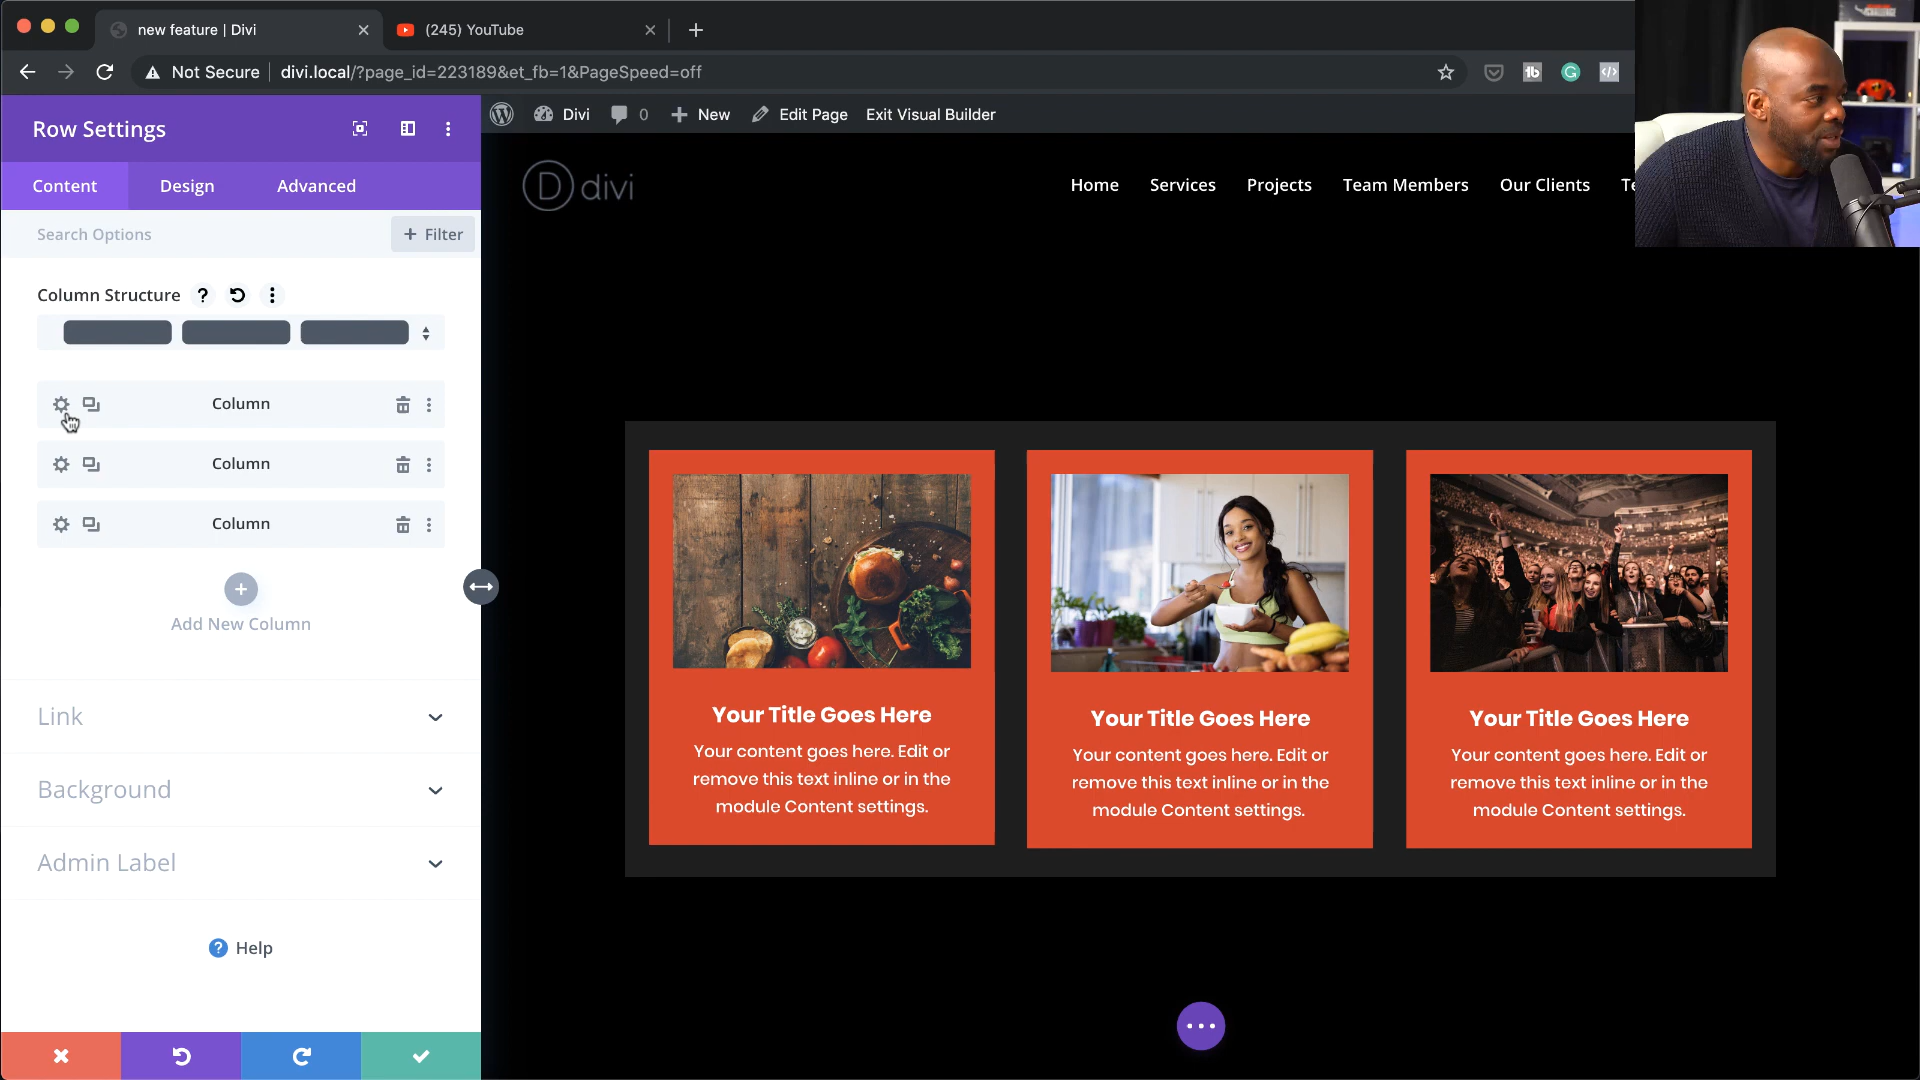 new feature | Divi
(245) YouTube
Not Secure
divi.local/?page_id=223189&et_fb=1&PageSpeed=off
Row Settings
Divi
0
New
Edit Page
Exit Visual Builder
Content
Design
Advanced
D divi
Home
Services
Projects
Team Members
Our Clients
Te
Search Options
+ Filter
Column Structure ?
Column
Column
Column
Add New Column
Link
Background
Admin Label
? Help
Your Title Goes Here
Your content goes here. Edit or
remove this text inline or in the
module Content settings.
Your Title Goes Here
Your content goes here. Edit or
remove this text inline or in the
module Content settings.
Your Title Goes Here
Your content goes here. Edit or
remove this text inline or in the
module Content settings.